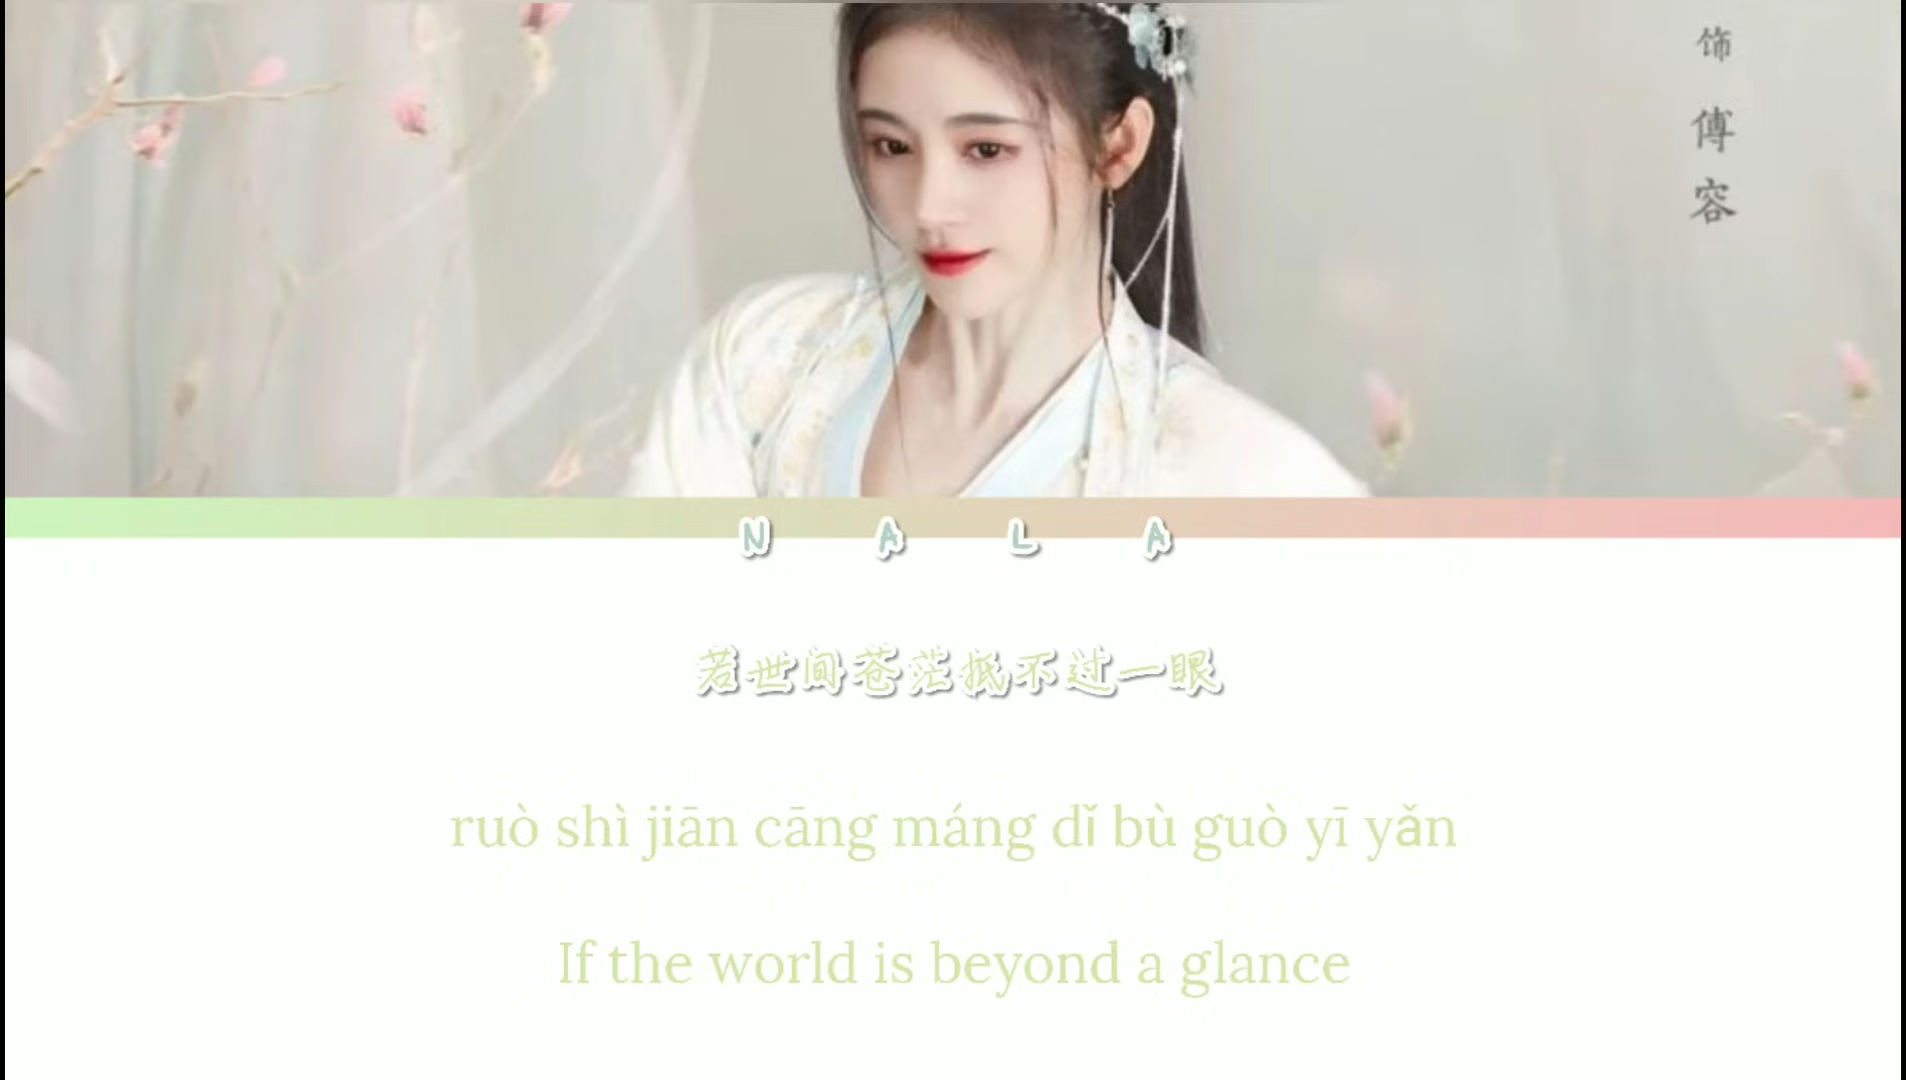 饰
傅
容
N A L A
若世间苍茫抵不过一眼
ruò shì jiān cāng máng dǐ bù guò yī yǎn
If the world is beyond a glance